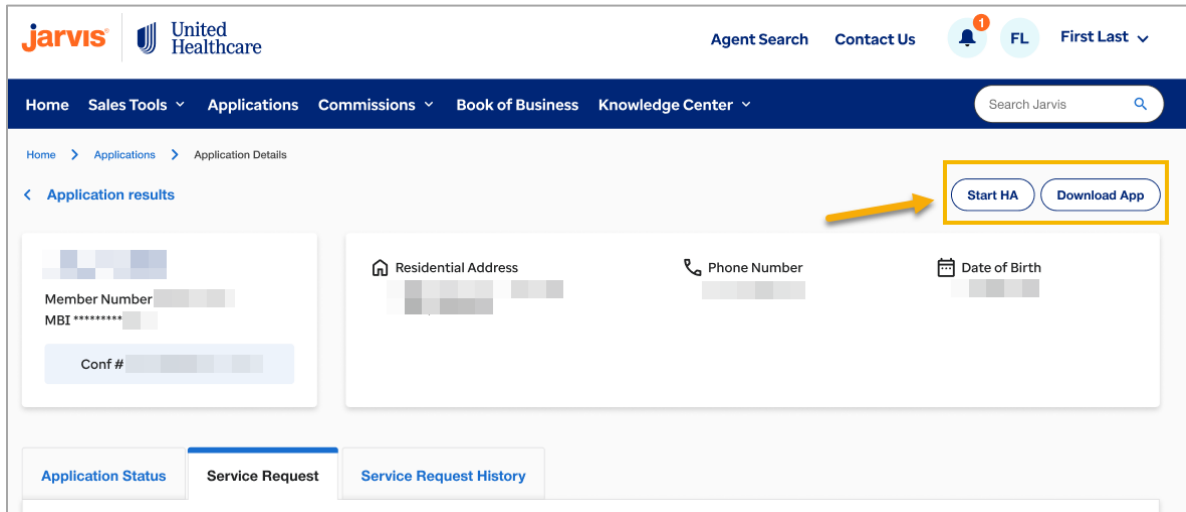 jarvis
United
Healthcare
Agent Search Contact Us 1 FL First Last
Home Sales Tools Applications Commissions Book of Business Knowledge Center Search Jarvis
Home Applications Application Details
Application results
Start HA Download App
Residential Address Phone Number Date of Birth
Member Number
MBI *********
Conf #
Application Status Service Request Service Request History